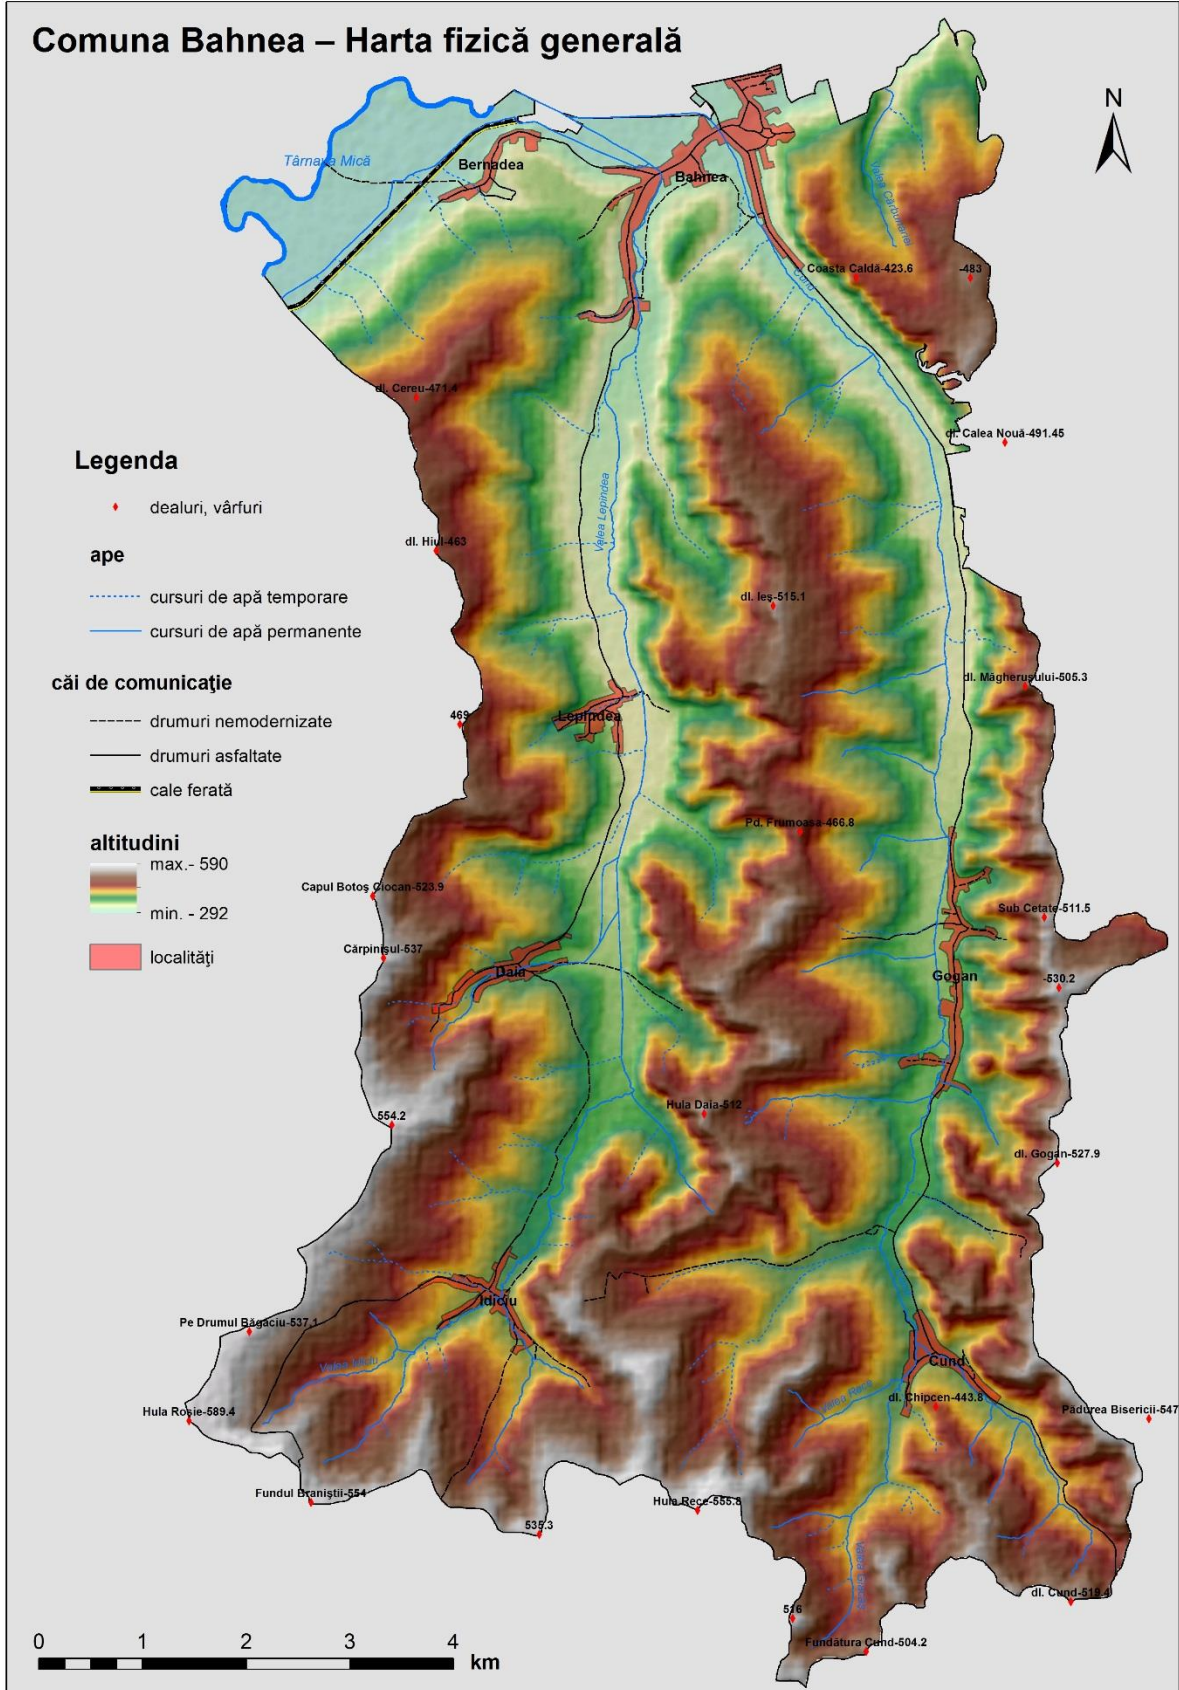 Comuna Bahnea – Harta fizică generală
N
Târnava Mică
Bernadea
Bahnea
Valea Cărbunarei
Coasta Caldă-423.6
-483
Cund
dl. Cereu-471.4
dl. Calea Nouă-491.45
Legenda
dealuri, vârfuri
ape
cursuri de apă temporare
cursuri de apă permanente
căi de comunicaţie
drumuri nemodernizate
drumuri asfaltate
cale ferată
altitudini
max.- 590
min. - 292
localităţi
Valea Lepindea
dl. Hiul-463
dl. Ieş-515.1
dl. Măgheruşului-505.3
469
Lepindea
Pd. Frumoasa-466.8
Capul Botoş Ciocan-523.9
Sub Cetate-511.5
Cărpinişul-537
Daia
Gogan
-530.2
Hula Daia-512
554.2
dl. Gogan-527.9
Idiciu
Pe Drumul Băgaciu-537.1
Valea Idiciu
Cund
Valea Rece
dl. Chipcen-443.8
Pădurea Bisericii-547
Hula Roşie-589.4
Fundul Braniştii-554
Hula Rece-555.8
535.3
dl. Cund-519.4
516
Fundătura Cund-504.2
0 1 2 3 4
km